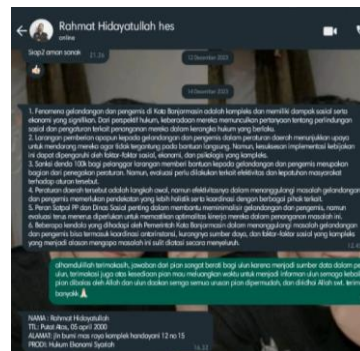 Rahmat Hidayatullah hes
online
Siap2 aman sanak 21.26
12 Desember 2023
14 Desember 2023
1. Fenomena gelandangan dan pengemis di Kota Banjarmasin adalah kompleks dan memiliki dampak sosial serta
ekonomi yang signifikan. Dari perspektif hukum, keberadaan mereka memunculkan pertanyaan tentang perlindungan
sosial dan pengaturan terkait penanganan mereka dalam kerangka hukum yang berlaku.
2. Larangan pemberian apapun kepada gelandangan dan pengemis dalam peraturan daerah menunjukkan upaya
untuk mendorong mereka agar tidak tergantung pada bantuan langsung. Namun, kesuksesan implementasi kebijakan
ini dapat dipengaruhi oleh faktor-faktor sosial, ekonomi, dan psikologis yang kompleks.
3. Sanksi denda 100k bagi pelanggar larangan memberi bantuan kepada gelandangan dan pengemis merupakan
bagian dari penegakan peraturan. Namun, evaluasi perlu dilakukan terkait efektivitas dan kepatuhan masyarakat
terhadap aturan tersebut.
4. Peraturan daerah tersebut adalah langkah awal, namun efektivitasnya dalam menanggulangi masalah gelandangan
dan pengemis memerlukan pendekatan yang lebih holistik serta koordinasi dengan berbagai pihak terkait.
5. Peran Satpol PP dan Dinas Sosial penting dalam membantu meminimalisir gelandangan dan pengemis, namun
evaluasi terus menerus diperlukan untuk memastikan optimalitas kinerja mereka dalam penanganan masalah ini.
6. Beberapa kendala yang dihadapi oleh Pemerintah Kota Banjarmasin dalam menanggulangi masalah gelandangan
dan pengemis bisa termasuk koordinasi antarinstansi, kurangnya sumber daya, dan faktor-faktor sosial yang kompleks
yang menjadi alasan mengapa masalah ini sulit diatasi secara menyeluruh.
alhamdulillah terimakasih, jawaban dari pian sangat berarti bagi ulun karena menjadi sumber data dalam pe
ulun, terimakasi juga atas kesediaan pian mau meluangkan waktu untuk menjadi informan ulun semoga kebai
pian dibalas oleh Allah dan ulun doakan semoga semua urusan pian dipermudah, dan diridhai Allah swt. terim
banyak 🙏
NAMA : Rahmat Hidayatullah
TTL: Pulat Atas, 05 april 2000
ALAMAT: jln bumi mas raya komplek handayani 12 no 15
PRODI: Hukum Ekonomi Syariah 16.32